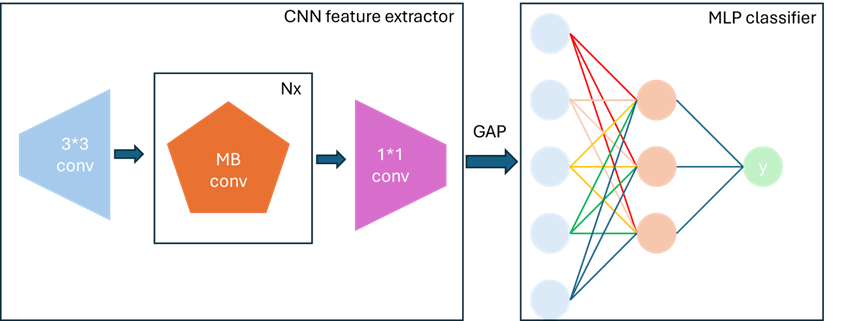 CNN feature extractor
3*3
conv
Nx
MB
conv
1*1
conv
GAP
MLP classifier
y